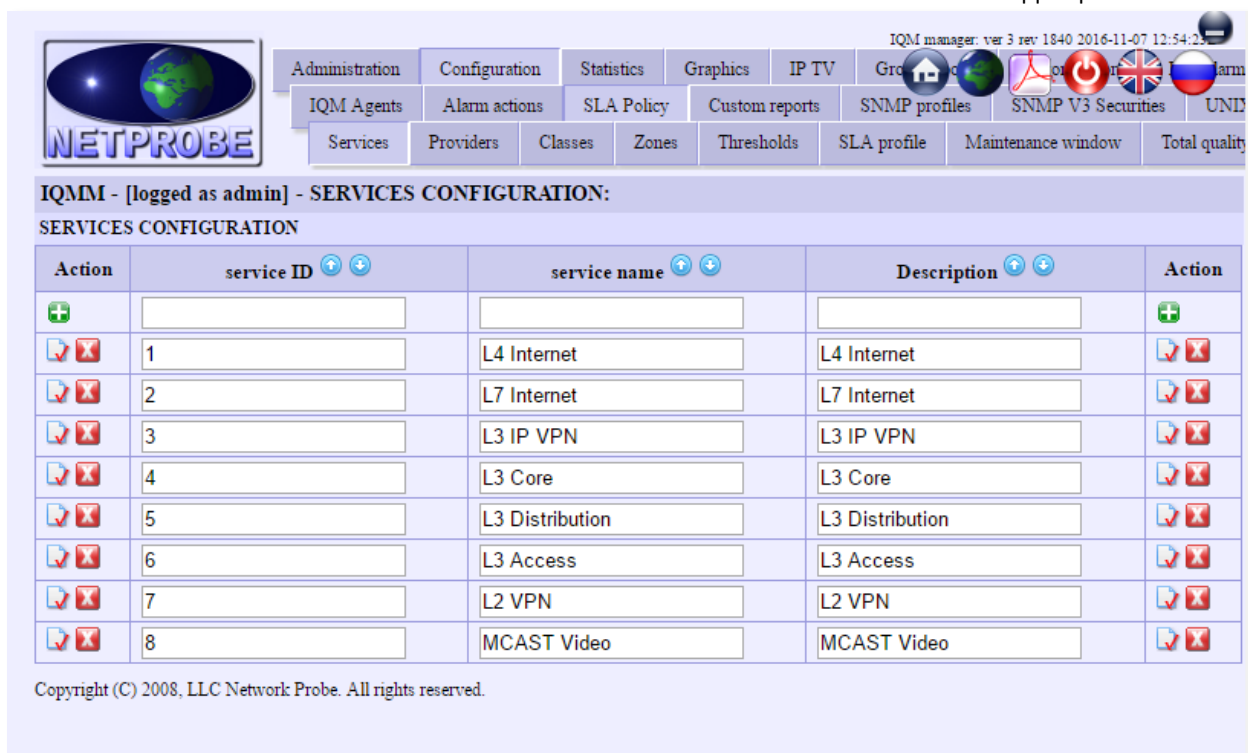 IQM manager: ver 3 rev 1840 2016-11-07 12:54:2
Administration Configuration Statistics Graphics IP TV
IQM Agents Alarm actions SLA Policy Custom reports SNMP profiles SNMP V3 Securities UNIX
NETPROBE
Services Providers Classes Zones Thresholds SLA profile Maintenance window Total quality
IQMM - [logged as admin] - SERVICES CONFIGURATION:
SERVICES CONFIGURATION
Action service ID service name Description Action
1 L4 Internet L4 Internet
2 L7 Internet L7 Internet
3 L3 IP VPN L3 IP VPN
4 L3 Core L3 Core
5 L3 Distribution L3 Distribution
6 L3 Access L3 Access
7 L2 VPN L2 VPN
8 MCAST Video MCAST Video
Copyright (C) 2008, LLC Network Probe. All rights reserved.